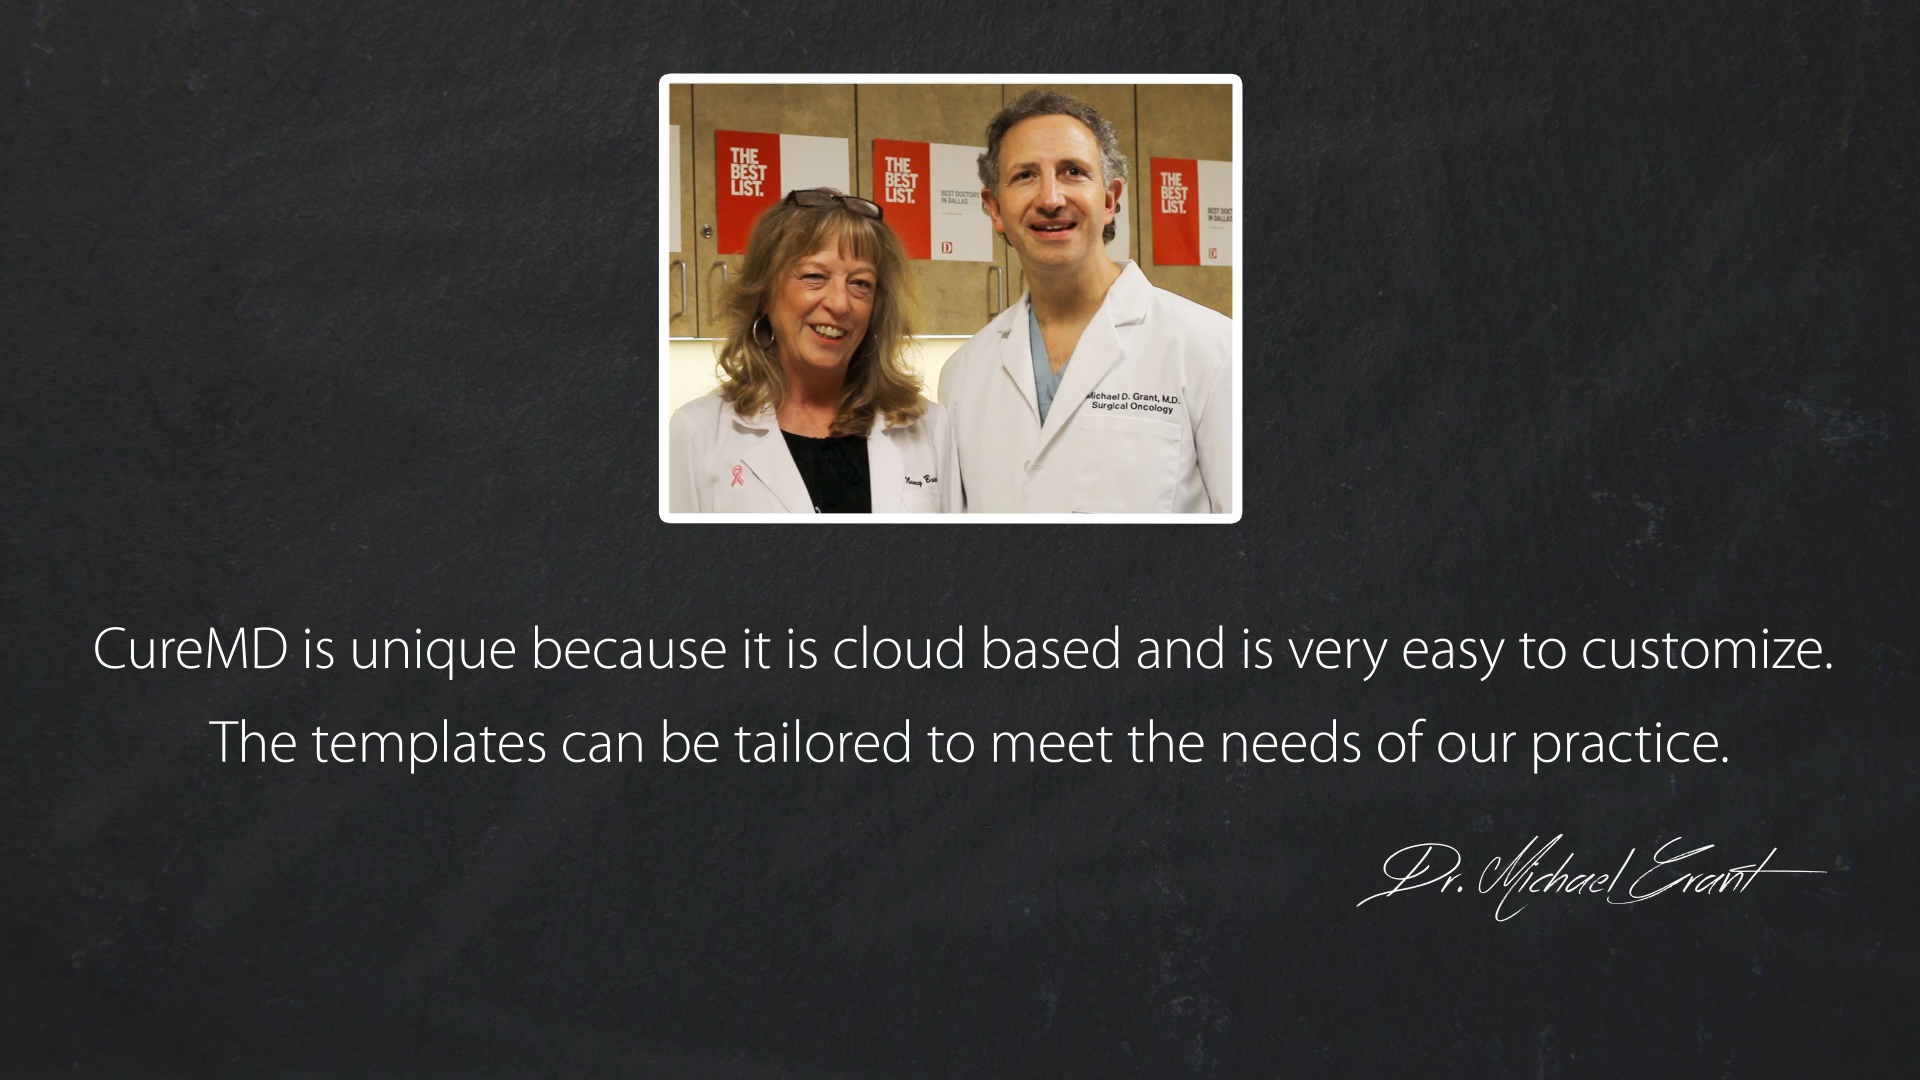 THE
BEST
LIST.
THE
BEST
LIST.
BEST DOCTORS
IN DALLAS
D
THE
BEST
LIST.
BEST DOC
IN DALLAS
D
Michael D. Grant, M.D.
Surgical Oncology
Nancy
CureMD is unique because it is cloud based and is very easy to customize.
The templates can be tailored to meet the needs of our practice.
Dr. Michael Grant